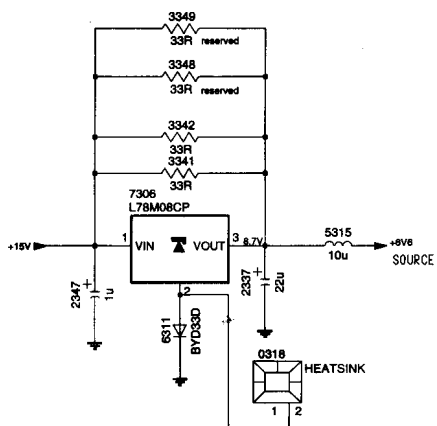 3349
33R reserved
3348
33R reserved
3342
33R
3341
33R
7306
L78M08CP
+15V
1
VIN
VOUT
3
8.7V
5315
10u
+8V6
SOURCE
2347
1u
2
2337
22u
6311
BYD33D
0318
HEATSINK
1 2